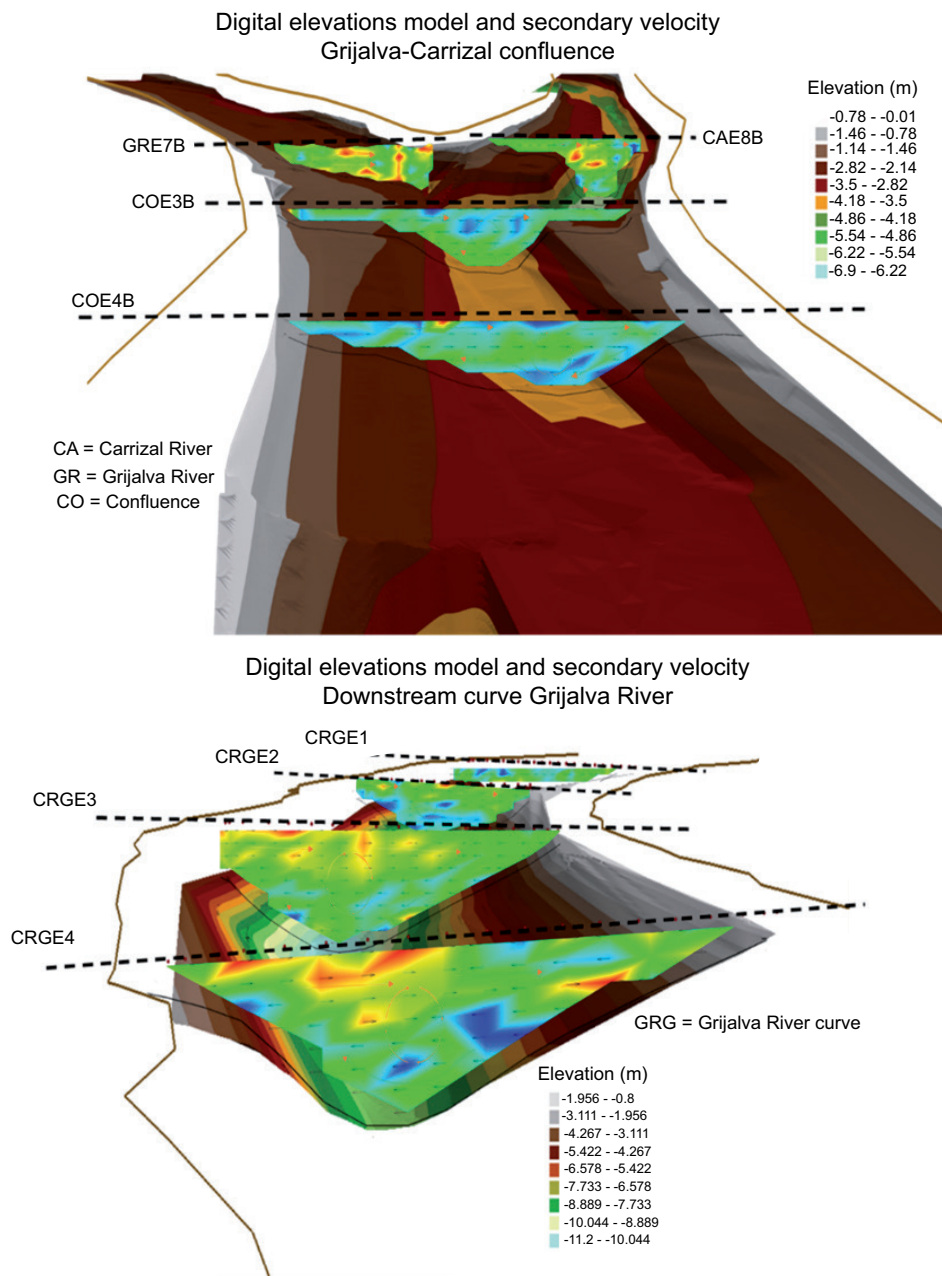 Digital elevations model and secondary velocity
Grijalva-Carrizal confluence
Elevation (m)
-0.78 - -0.01
-1.46 - -0.78
-1.14 - -1.46
-2.82 - -2.14
-3.5 - -2.82
-4.18 - -3.5
-4.86 - -4.18
-5.54 - -4.86
-6.22 - -5.54
-6.9 - -6.22
GRE7B
CAE8B
COE3B
COE4B
CA = Carrizal River
GR = Grijalva River
CO = Confluence
Digital elevations model and secondary velocity
Downstream curve Grijalva River
CRGE1
CRGE2
CRGE3
CRGE4
GRG = Grijalva River curve
Elevation (m)
-1.956 - -0.8
-3.111 - -1.956
-4.267 - -3.111
-5.422 - -4.267
-6.578 - -5.422
-7.733 - -6.578
-8.889 - -7.733
-10.044 - -8.889
-11.2 - -10.044